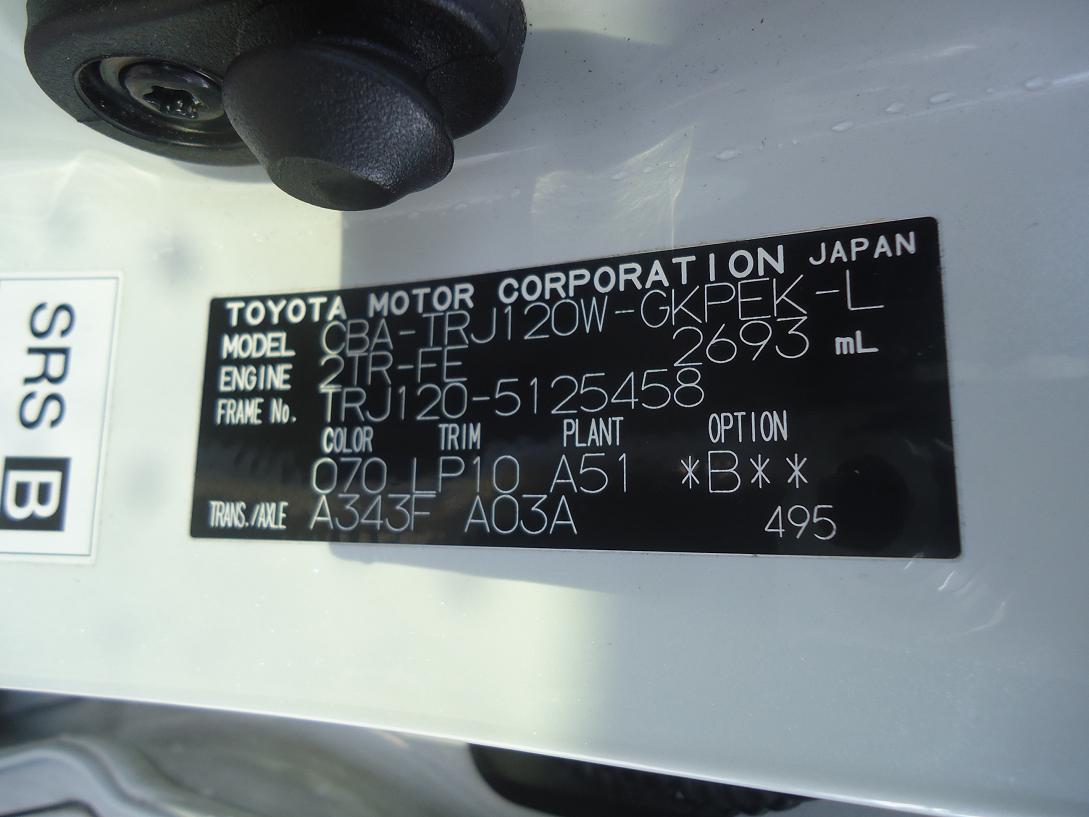 TOYOTA MOTOR CORPORATION JAPAN
MODEL CBA-TRJ120W-GKPEK-L
ENGINE 2TR-FE 2693 mL
FRAME No. TRJ120-5125458
COLOR TRIM PLANT OPTION
070 LP10 A51 *B**
TRANS./AXLE A343F A03A 495
SRS B